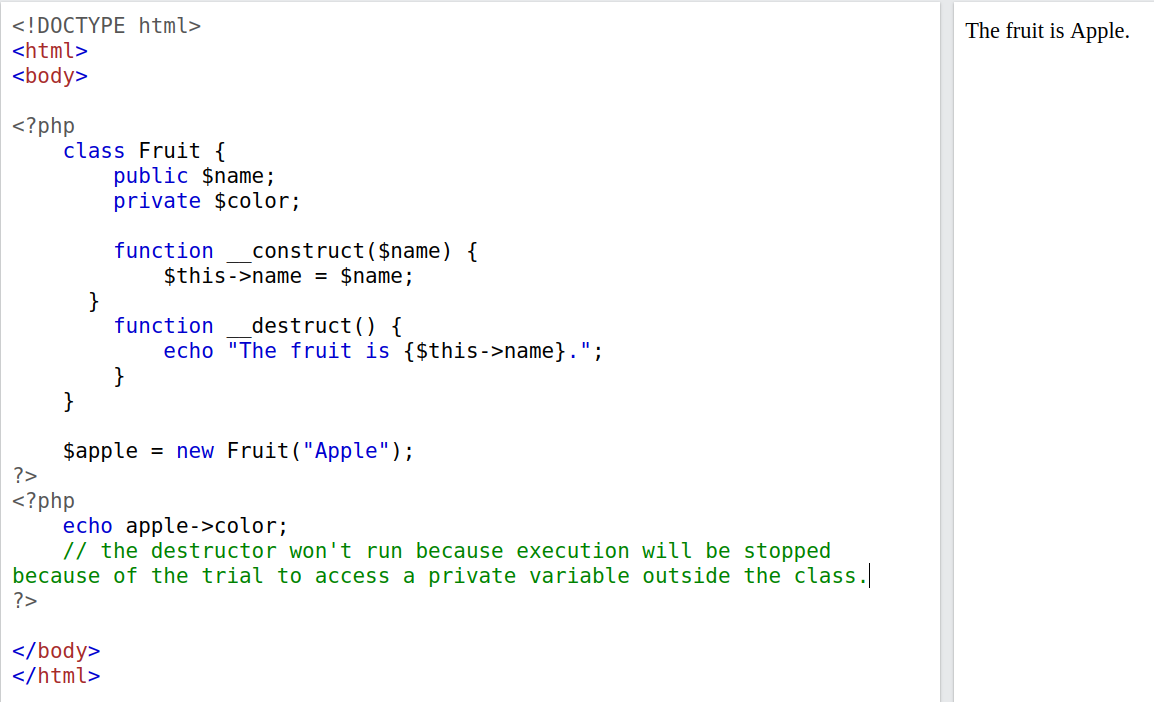 <!DOCTYPE html>
<html>
<body>
<?php
class Fruit {
public $name;
private $color;
function __construct($name) {
$this->name = $name;
}
function __destruct() {
echo "The fruit is {$this->name}.";
}
}
$apple = new Fruit("Apple");
?>
<?php
echo apple->color;
// the destructor won't run because execution will be stopped
because of the trial to access a private variable outside the class.
?>
</body>
</html>
The fruit is Apple.